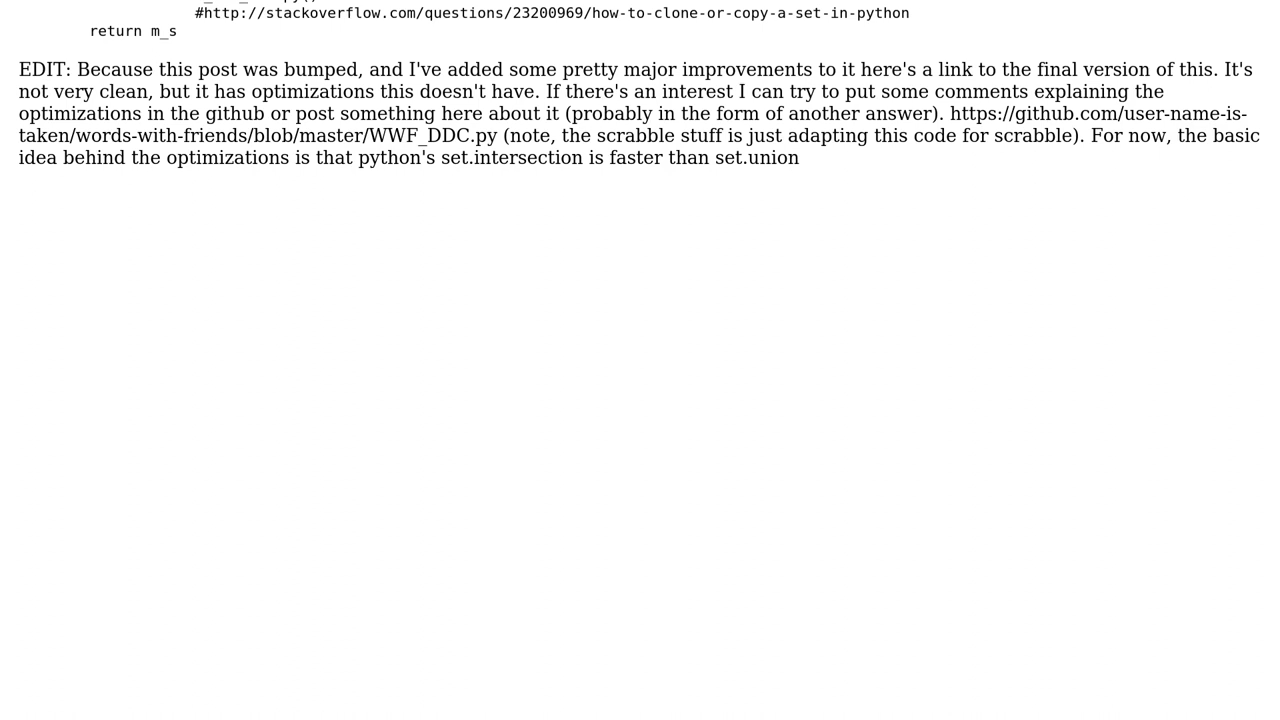 #http://stackoverflow.com/questions/23200969/how-to-clone-or-copy-a-set-in-python
return m_s
EDIT: Because this post was bumped, and I've added some pretty major improvements to it here's a link to the final version of this. It's
not very clean, but it has optimizations this doesn't have. If there's an interest I can try to put some comments explaining the
optimizations in the github or post something here about it (probably in the form of another answer). https://github.com/user-name-is-
taken/words-with-friends/blob/master/WWF_DDC.py (note, the scrabble stuff is just adapting this code for scrabble). For now, the basic
idea behind the optimizations is that python's set.intersection is faster than set.union